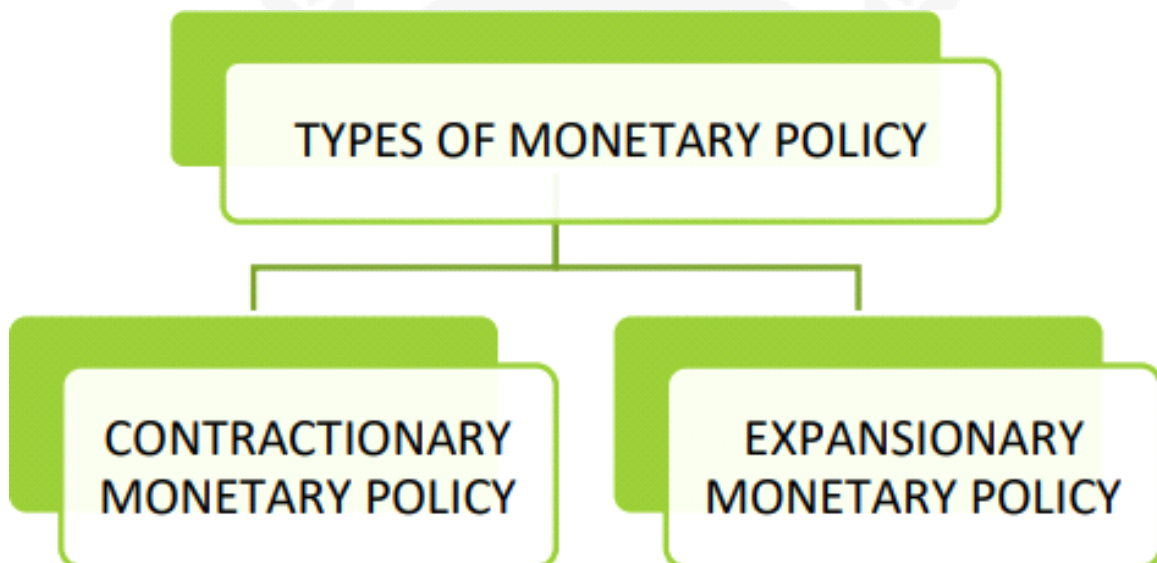 TYPES OF MONETARY POLICY
CONTRACTIONARY
MONETARY POLICY
EXPANSIONARY
MONETARY POLICY